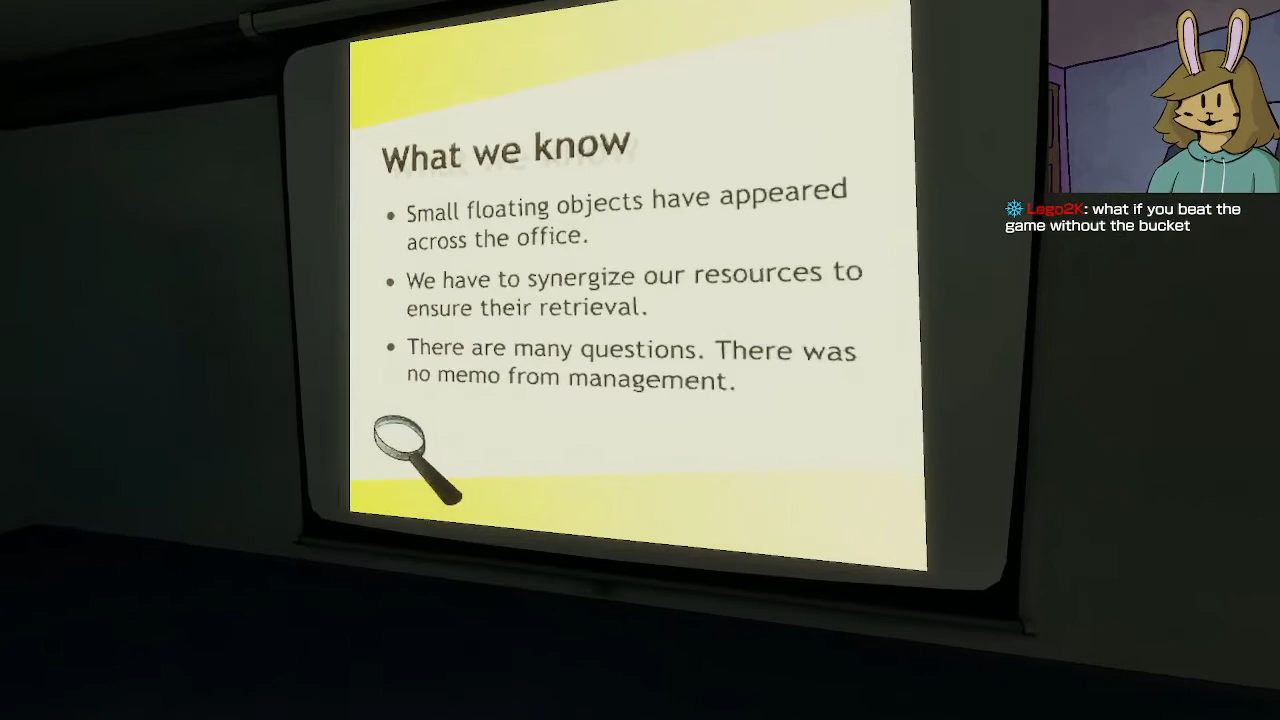 What we know
• Small floating objects have appeared
across the office.
• We have to synergize our resources to
ensure their retrieval.
• There are many questions. There was
no memo from management.
Lego2K: what if you beat the
game without the bucket